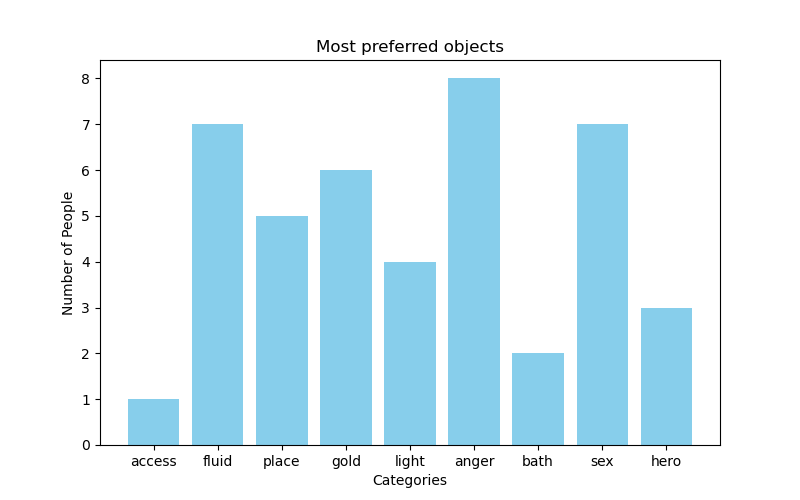 Most preferred objects
8
7
6
5
4
3
2
1
0
Number of People
access fluid place gold light anger bath sex hero
Categories